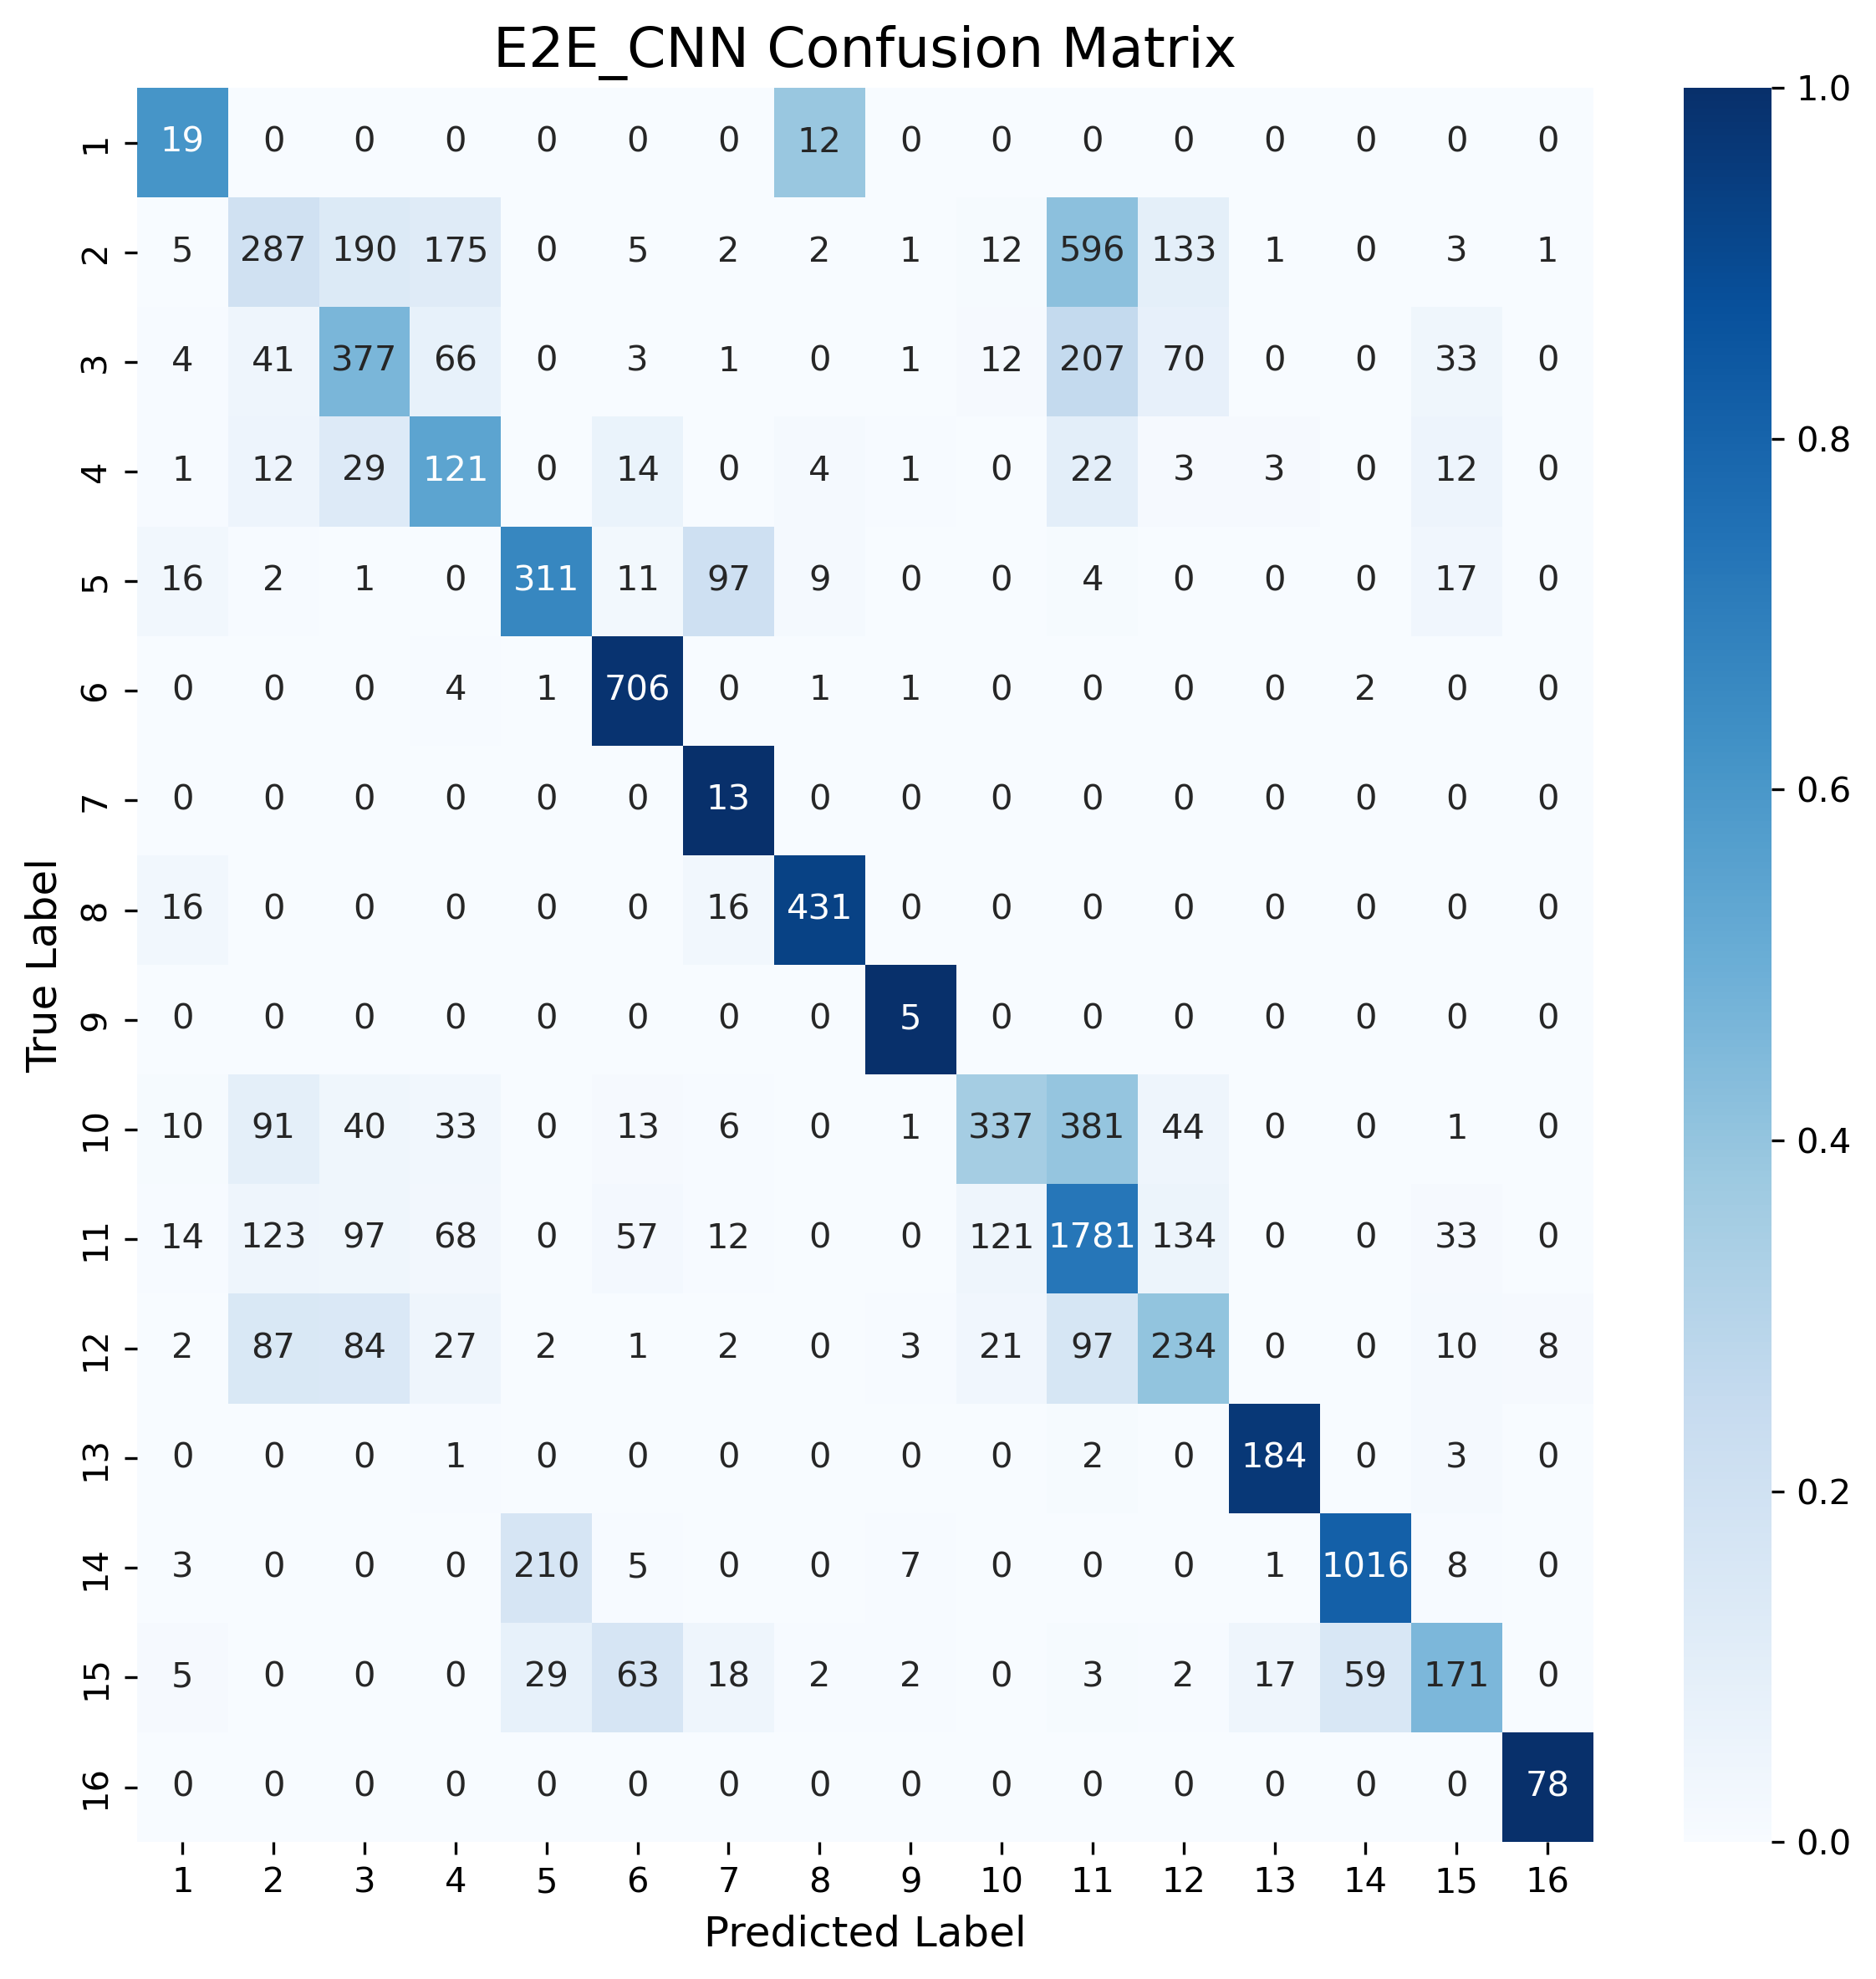 E2E_CNN Confusion Matrix
1 19 0 0 0 0 0 0 12 0 0 0 0 0 0 0 0
2 5 287 190 175 0 5 2 2 1 12 596 133 1 0 3 1
3 4 41 377 66 0 3 1 0 1 12 207 70 0 0 33 0
4 1 12 29 121 0 14 0 4 1 0 22 3 3 0 12 0
5 16 2 1 0 311 11 97 9 0 0 4 0 0 0 17 0
6 0 0 0 4 1 706 0 1 1 0 0 0 0 2 0 0
7 0 0 0 0 0 0 13 0 0 0 0 0 0 0 0 0
8 16 0 0 0 0 0 16 431 0 0 0 0 0 0 0 0
9 0 0 0 0 0 0 0 0 5 0 0 0 0 0 0 0
10 10 91 40 33 0 13 6 0 1 337 381 44 0 0 1 0
11 14 123 97 68 0 57 12 0 0 121 1781 134 0 0 33 0
12 2 87 84 27 2 1 2 0 3 21 97 234 0 0 10 8
13 0 0 0 1 0 0 0 0 0 0 2 0 184 0 3 0
14 3 0 0 0 210 5 0 0 7 0 0 0 1 1016 8 0
15 5 0 0 0 29 63 18 2 2 0 3 2 17 59 171 0
16 0 0 0 0 0 0 0 0 0 0 0 0 0 0 0 78
1 2 3 4 5 6 7 8 9 10 11 12 13 14 15 16
Predicted Label
True Label
1.0
0.8
0.6
0.4
0.2
0.0